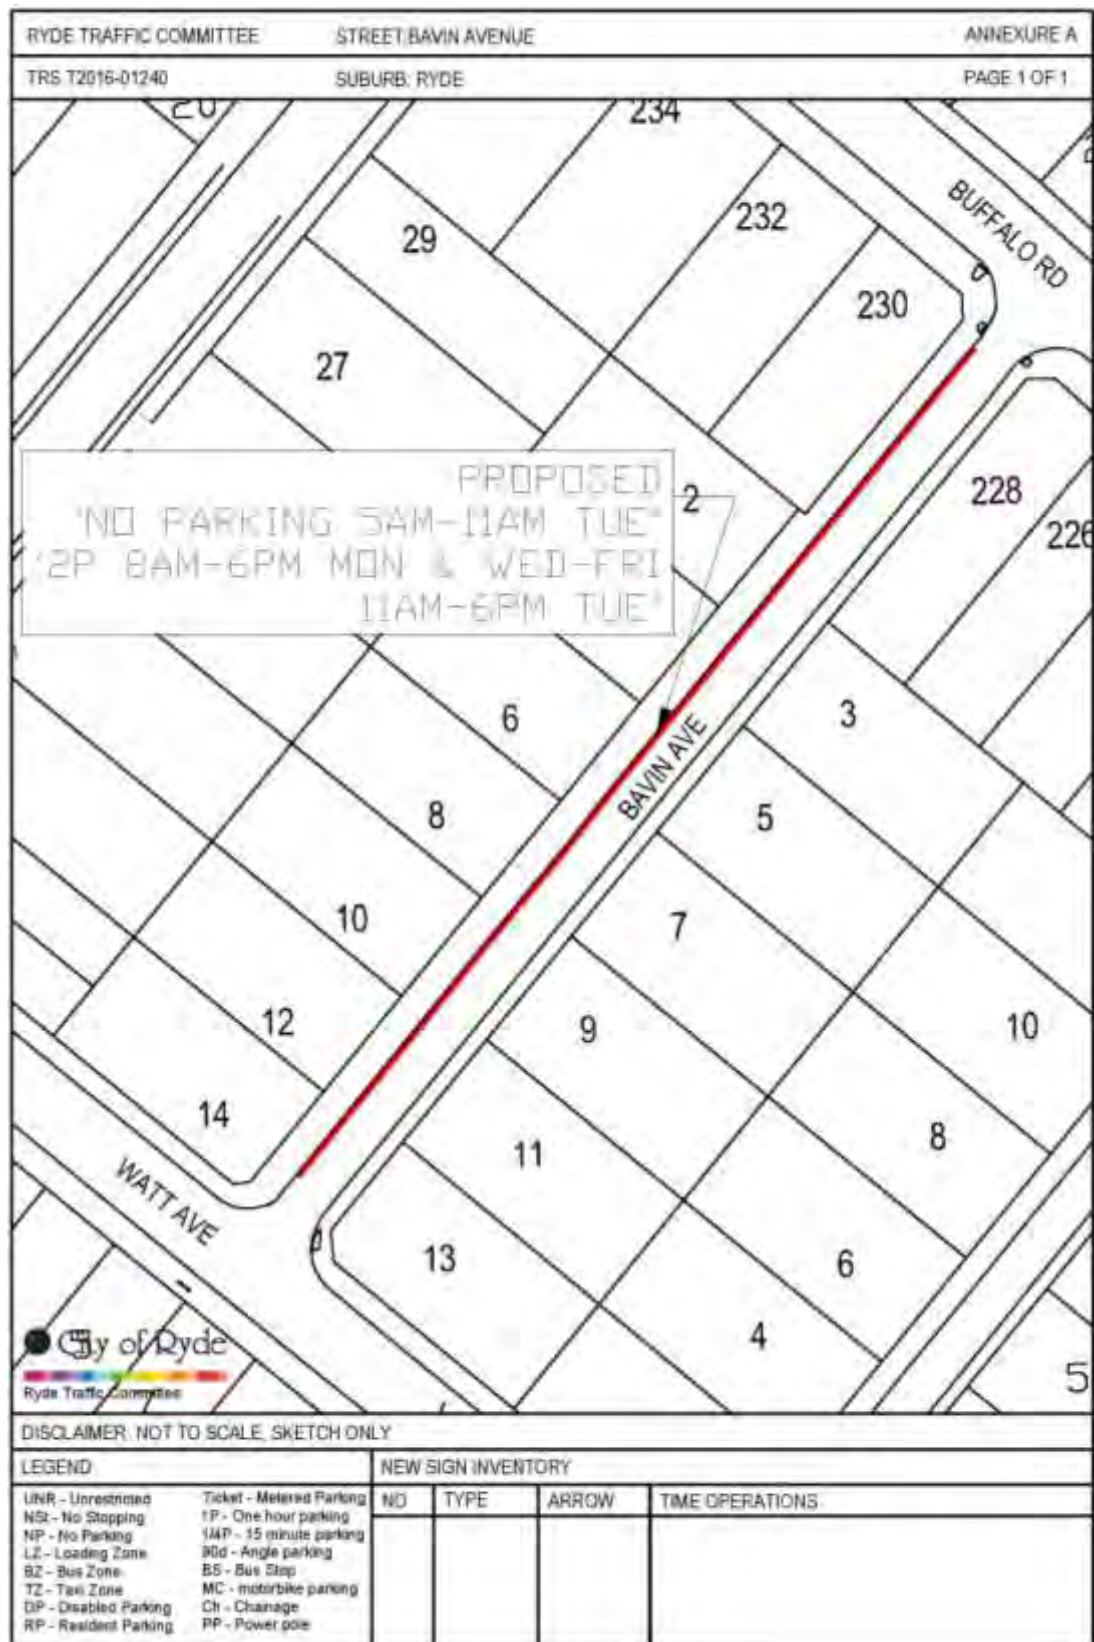 RYDE TRAFFIC COMMITTEE STREET:BAVIN AVENUE ANNEXURE A
TRS T2016-01240 SUBURB: RYDE PAGE 1 OF 1
20
234
BUFFALO RD
232
29
230
27
PROPOSED
'NO PARKING 5AM-11AM TUE'
'2P 8AM-6PM MON & WED-FRI
11AM-6PM TUE'
2
228
226
6
3
BAVIN AVE
8
5
10
7
12
9
10
14
11
8
WATT AVE
13
6
4
5
City of Ryde
Ryde Traffic Committee
DISCLAIMER: NOT TO SCALE, SKETCH ONLY
LEGEND NEW SIGN INVENTORY
NO TYPE ARROW TIME OPERATIONS
UNR - Unrestricted Ticket - Metered Parking
NSt - No Stopping 1P - One hour parking
NP - No Parking 1/4P - 15 minute parking
LZ - Loading Zone 90d - Angle parking
BZ - Bus Zone BS - Bus Stop
TZ - Taxi Zone MC - motorbike parking
DP - Disabled Parking Ch - Chainage
RP - Resident Parking PP - Power pole